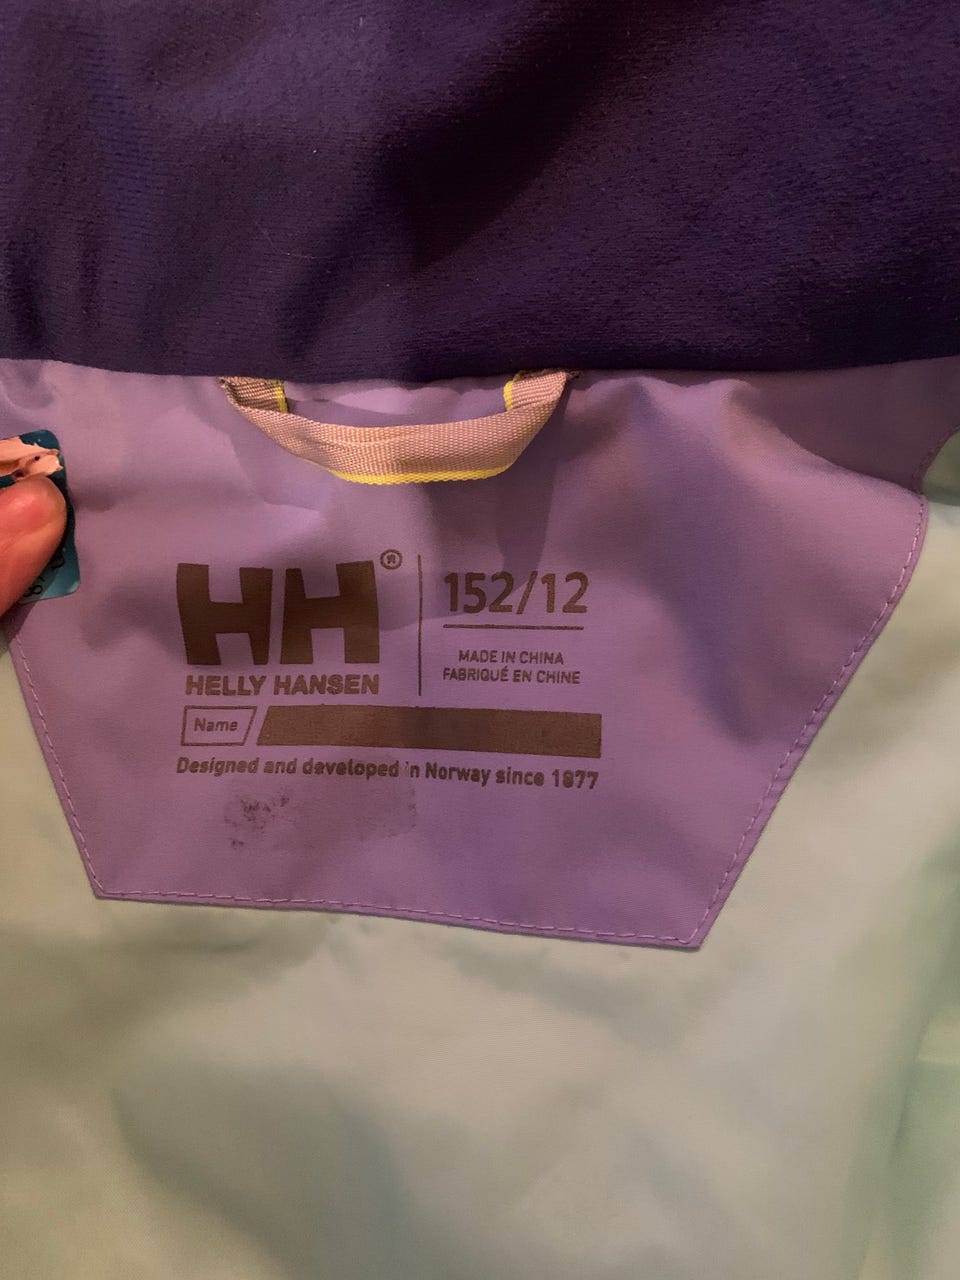 HH®
HELLY HANSEN
152/12
MADE IN CHINA
FABRIQUÉ EN CHINE
Name
Designed and developed in Norway since 1877